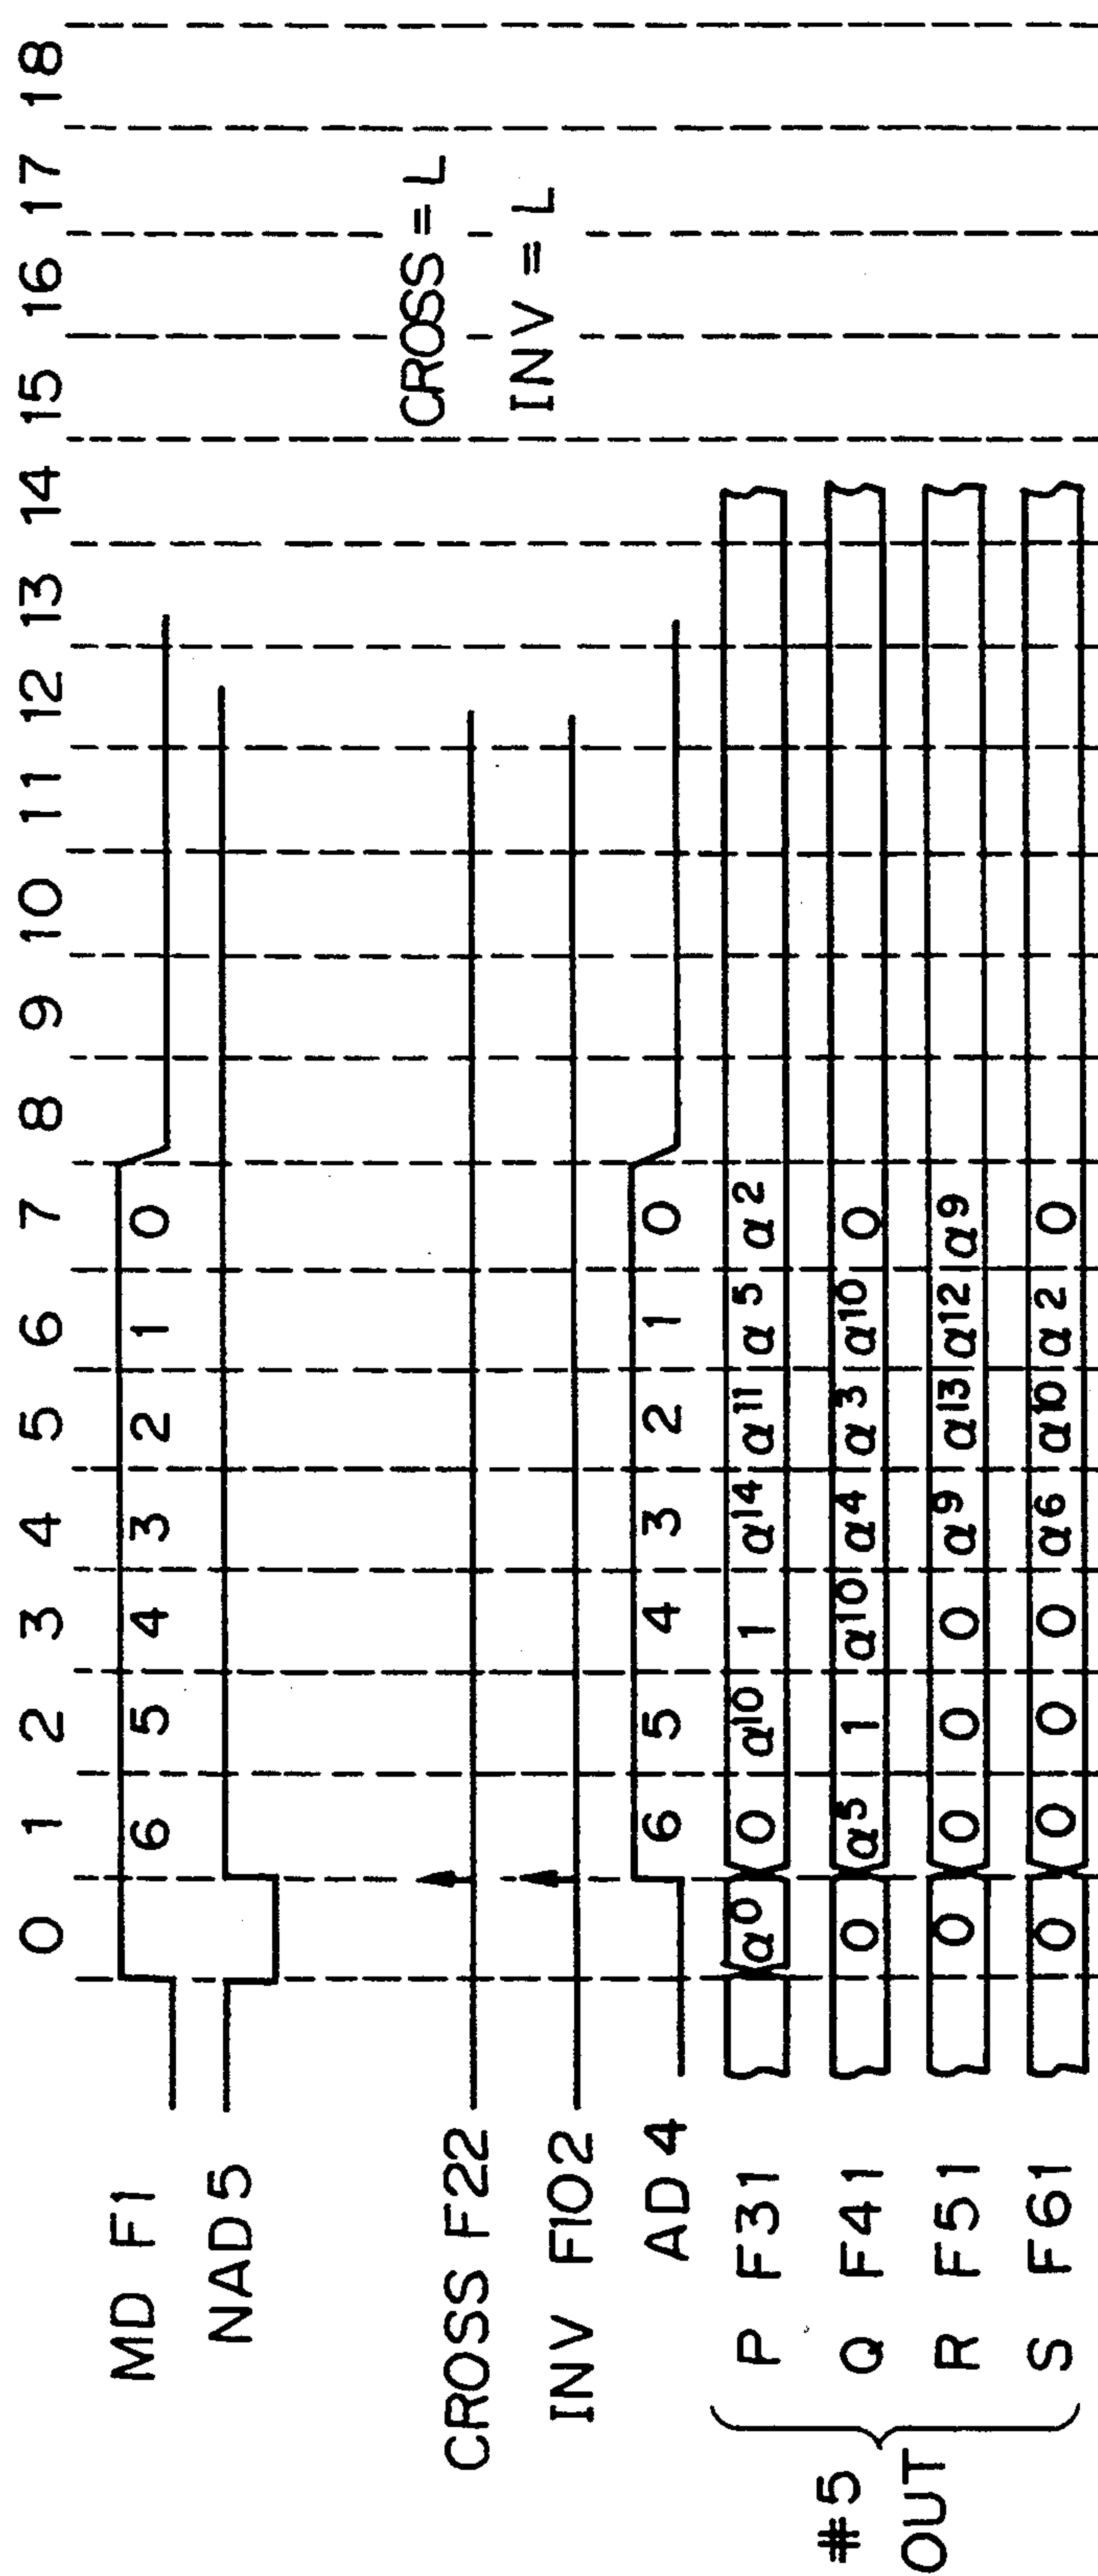 0 1 2 3 4 5 6 7 8 9 10 11 12 13 14 15 16 17 18
MD F1 6 5 4 3 2 1 0
NAD5
CROSS = L
CROSS F22
INV = L
INV F102
AD4 6 5 4 3 2 1 0
P F31 α⁰ 0 α¹⁰ 1 α¹⁴ α¹¹ α⁵ α²
#5 OUT
Q F41 0 α⁵ 1 α¹⁰ α⁴ α³ α¹⁰ 0
R F51 0 0 0 0 α⁹ α¹³ α¹² α⁹
S F61 0 0 0 0 α⁶ α¹⁰ α² 0